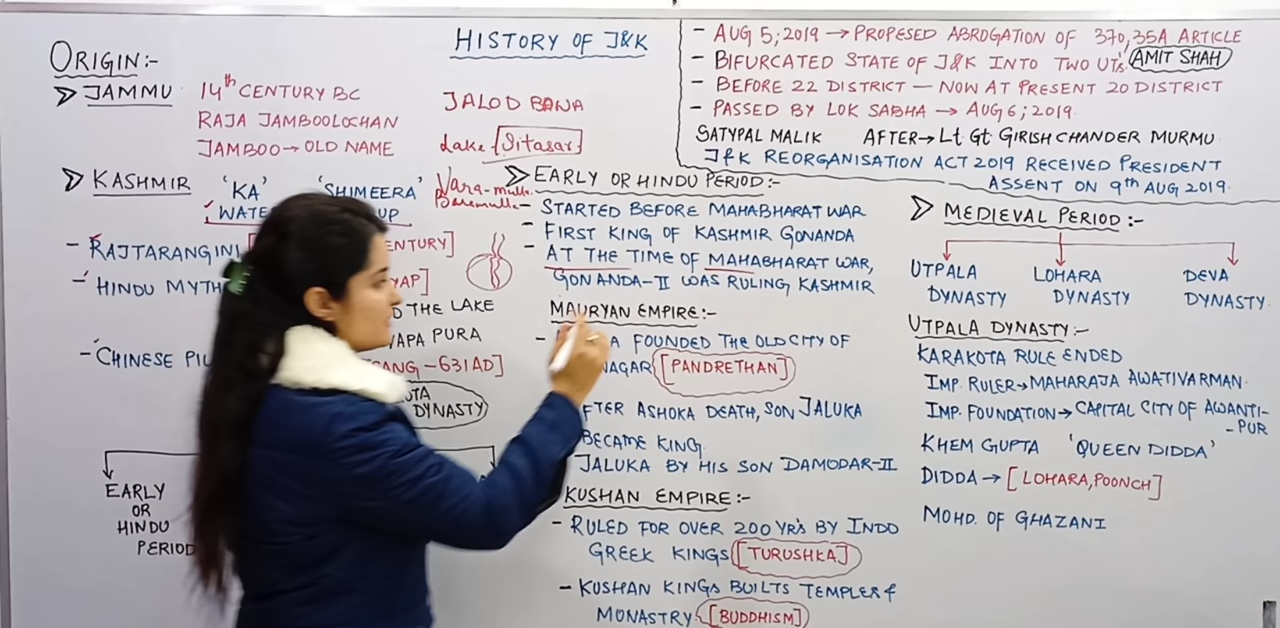 HISTORY OF J&K
ORIGIN:-
➤ JAMMU
14th CENTURY BC
RAJA JAMBOOLOCHAN
JAMBOO → OLD NAME
JALOD BANA
Lake [Sitasar]
➤ KASHMIR
'KA'
'SHIMEERA'
Vara-mulla
Baramulla
WATE
UP
- RAJTARANGINI [
ENTURY]
- HINDU MYTH
YAP]
D THE LAKE
YAPA PURA
- CHINESE PIL
SANG -631AD]
OTA
DYNASTY
EARLY
OR
HINDU
PERIOD
- AUG 5; 2019 → PROPESED ABROGATION OF 370, 35A ARTICLE
- BIFURCATED STATE OF J&K INTO TWO UT'S, AMIT SHAH
- BEFORE 22 DISTRICT - NOW AT PRESENT 20 DISTRICT
- PASSED BY LOK SABHA → AUG 6; 2019.
SATYPAL MALIK AFTER → Lt Gt GIRISH CHANDER MURMU
J&K REORGANISATION ACT 2019 RECEIVED PRESIDENT
ASSENT ON 9th AUG 2019.
➤ EARLY OR HINDU PERIOD:-
- STARTED BEFORE MAHABHARAT WAR
- FIRST KING OF KASHMIR GONANDA
- AT THE TIME OF MAHABHARAT WAR,
GONANDA-II WAS RULING KASHMIR
MAURYAN EMPIRE:-
- A FOUNDED THE OLD CITY OF
NAGAR [PANDRETHAN]
FTER ASHOKA DEATH, SON JALUKA
BECAME KING.
JALUKA BY HIS SON DAMODAR-II
KUSHAN EMPIRE:-
- RULED FOR OVER 200 YR'S BY INDO
GREEK KINGS [TURUSHKA]
- KUSHAN KINGS BUILTS TEMPLES &
MONASTRY [BUDDHISM]
➤ MEDIEVAL PERIOD:-
UTPALA
DYNASTY
LOHARA
DYNASTY
DEVA
DYNASTY.
UTPALA DYNASTY:-
KARAKOTA RULE ENDED
IMP. RULER → MAHARAJA AWATIVARMAN.
IMP. FOUNDATION → CAPITAL CITY OF AWANTI-
-PUR
KHEM GUPTA 'QUEEN DIDDA'
DIDDA → [LOHARA, POONCH]
MOHD. OF GHAZANI